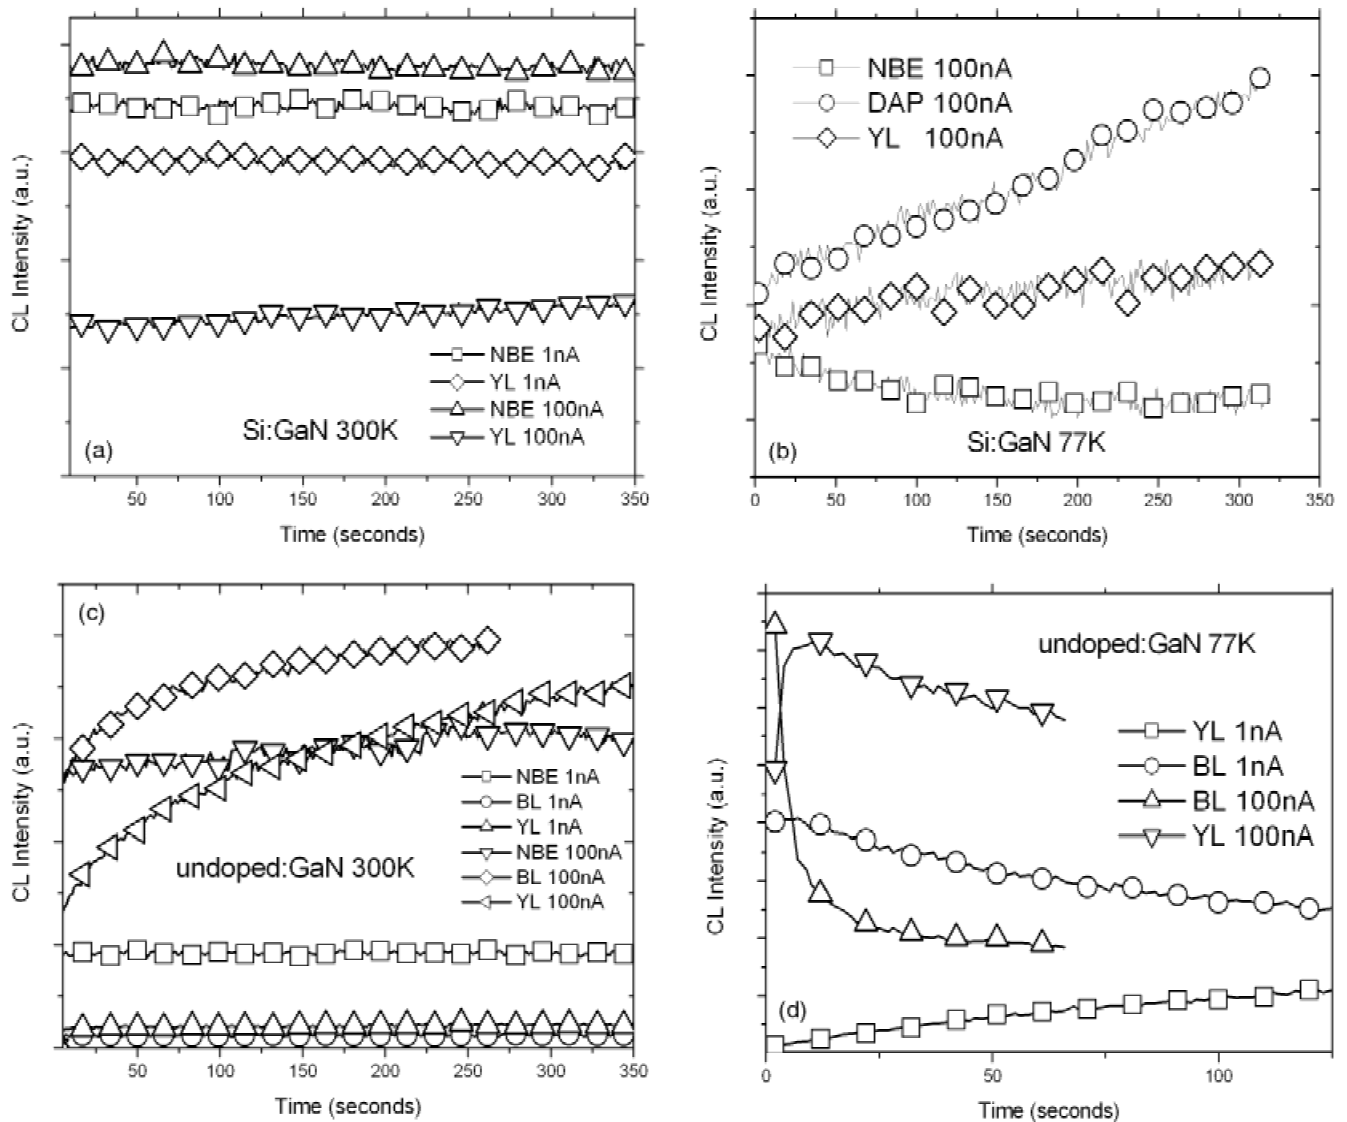 CL Intensity (a.u.)
NBE 1nA
YL 1nA
NBE 100nA
YL 100nA
Si:GaN 300K
(a)
50 100 150 200 250 300 350
Time (seconds)
CL Intensity (a.u.)
NBE 100nA
DAP 100nA
YL 100nA
(b)
Si:GaN 77K
0 50 100 150 200 250 300 350
Time (seconds)
(c)
CL Intensity (a.u.)
NBE 1nA
BL 1nA
YL 1nA
NBE 100nA
BL 100nA
YL 100nA
undoped:GaN 300K
50 100 150 200 250 300 350
Time (seconds)
undoped:GaN 77K
CL Intensity (a.u.)
YL 1nA
BL 1nA
BL 100nA
YL 100nA
(d)
0 50 100
Time (seconds)